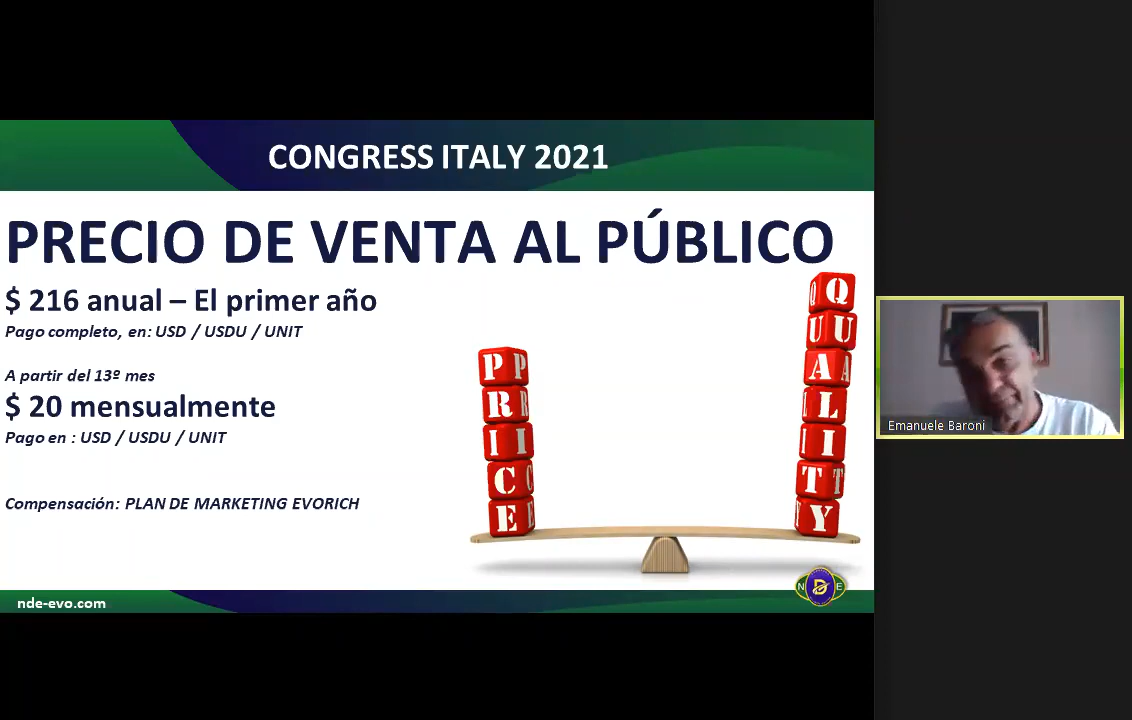 CONGRESS ITALY 2021
PRECIO DE VENTA AL PÚBLICO
$ 216 anual – El primer año
Pago completo, en: USD / USDU / UNIT
A partir del 13º mes
$ 20 mensualmente
Pago en : USD / USDU / UNIT
Compensación: PLAN DE MARKETING EVORICH
PRICE
QUALITY
nde-evo.com
N D E
Emanuele Baroni